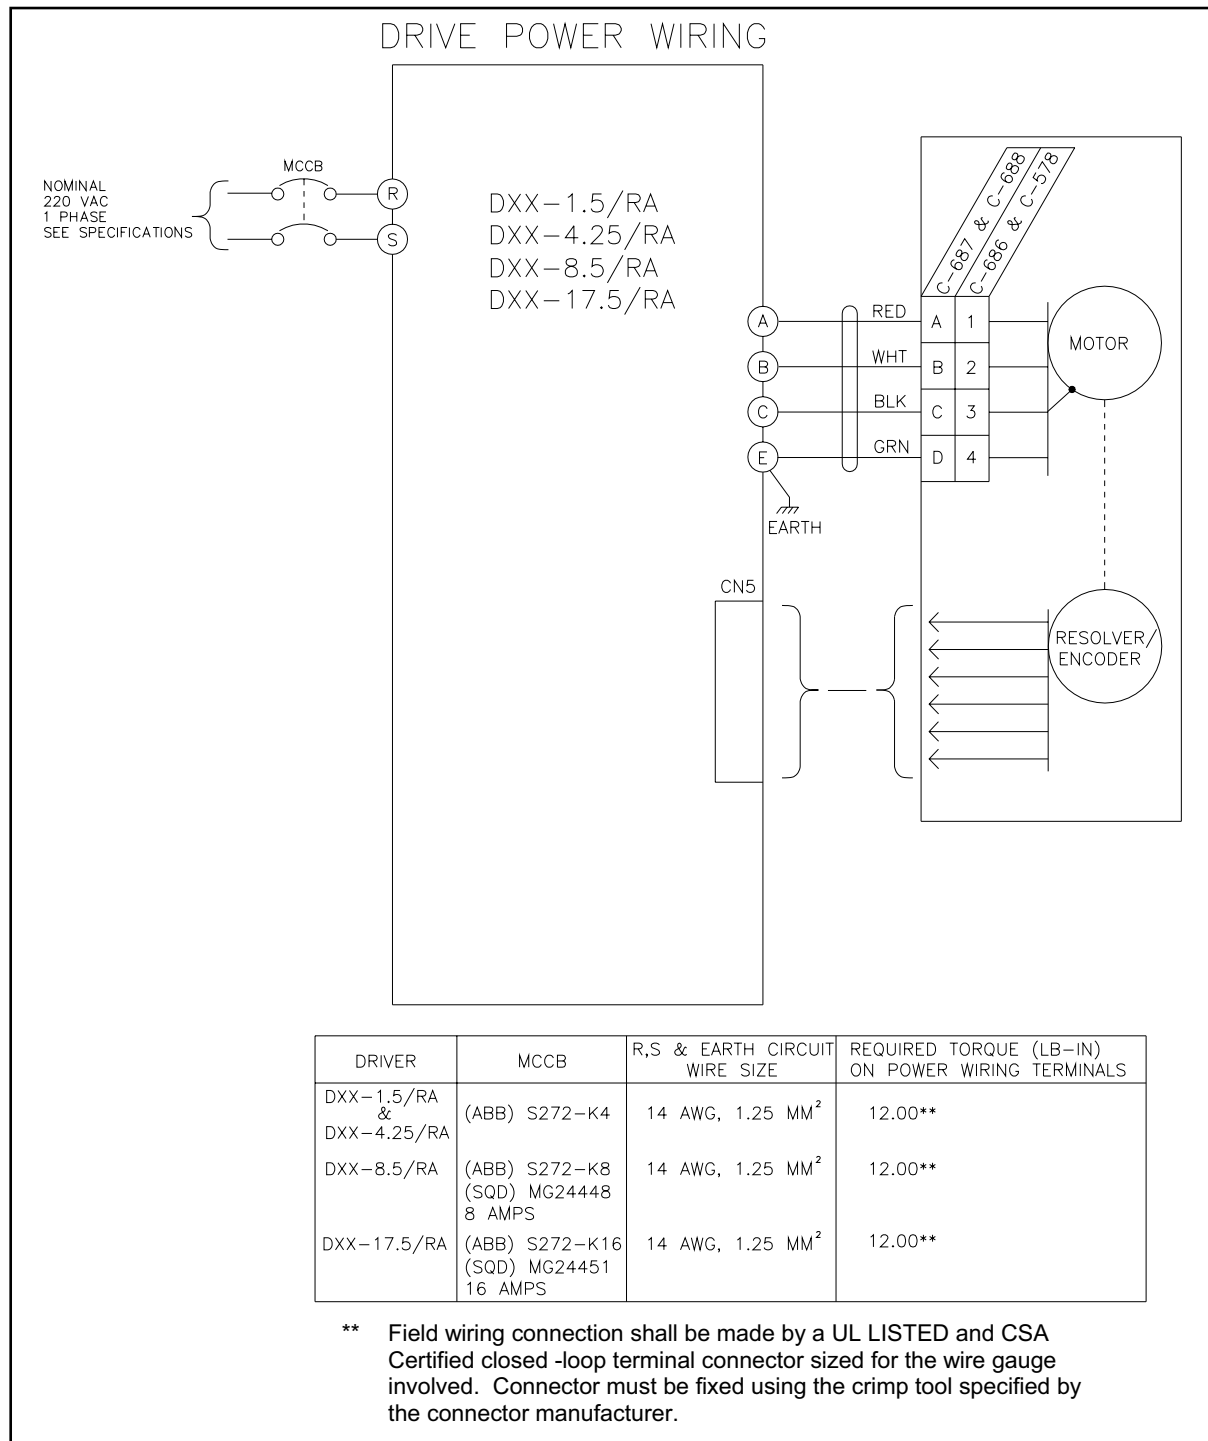 DRIVE POWER WIRING
MCCB
NOMINAL
220 VAC
1 PHASE
SEE SPECIFICATIONS
R
S
DXX-1.5/RA
DXX-4.25/RA
DXX-8.5/RA
DXX-17.5/RA
C-687 & C-688
C-686 & C-578
A RED A 1
B WHT B 2
C BLK C 3
E GRN D 4
MOTOR
EARTH
CN5
RESOLVER/
ENCODER
DRIVER MCCB R,S & EARTH CIRCUIT WIRE SIZE REQUIRED TORQUE (LB-IN) ON POWER WIRING TERMINALS
DXX-1.5/RA
&
DXX-4.25/RA
(ABB) S272-K4 14 AWG, 1.25 MM² 12.00**
DXX-8.5/RA (ABB) S272-K8 14 AWG, 1.25 MM² 12.00**
(SQD) MG24448
8 AMPS
DXX-17.5/RA (ABB) S272-K16 14 AWG, 1.25 MM² 12.00**
(SQD) MG24451
16 AMPS
** Field wiring connection shall be made by a UL LISTED and CSA
Certified closed -loop terminal connector sized for the wire gauge
involved. Connector must be fixed using the crimp tool specified by
the connector manufacturer.